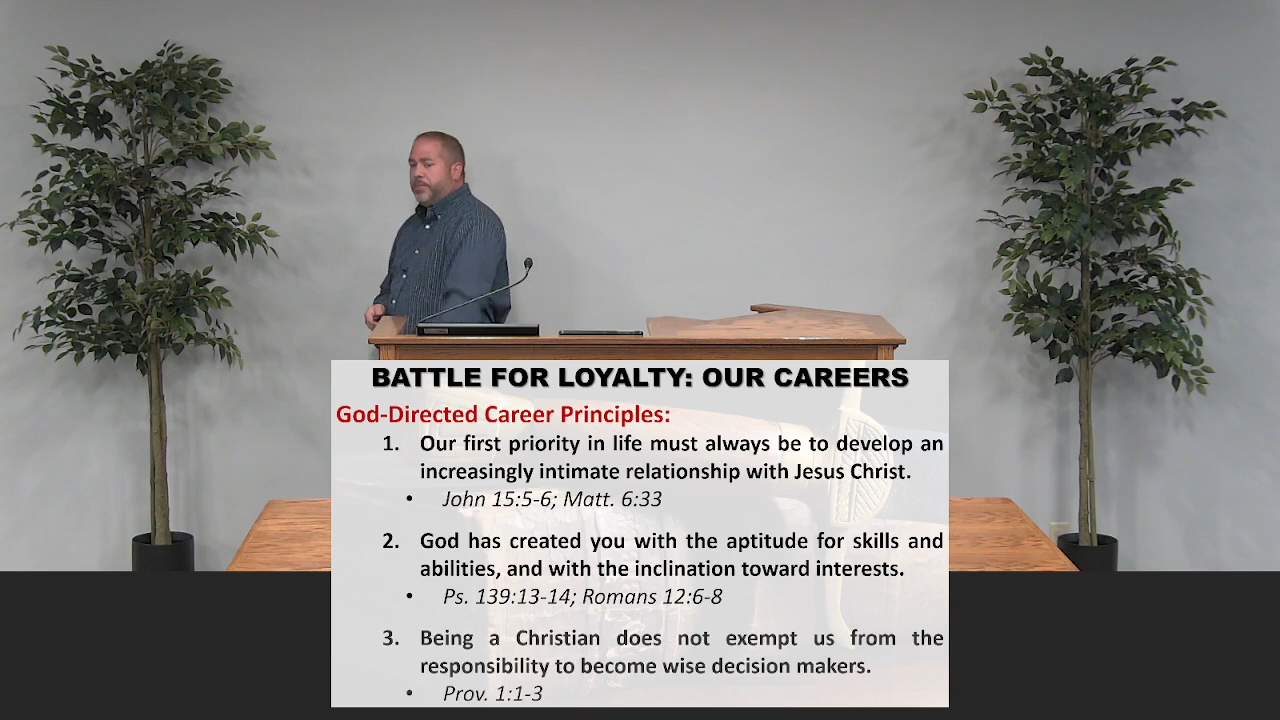 BATTLE FOR LOYALTY: OUR CAREERS
God-Directed Career Principles:
1. Our first priority in life must always be to develop an
increasingly intimate relationship with Jesus Christ.
• John 15:5-6; Matt. 6:33
2. God has created you with the aptitude for skills and
abilities, and with the inclination toward interests.
• Ps. 139:13-14; Romans 12:6-8
3. Being a Christian does not exempt us from the
responsibility to become wise decision makers.
• Prov. 1:1-3